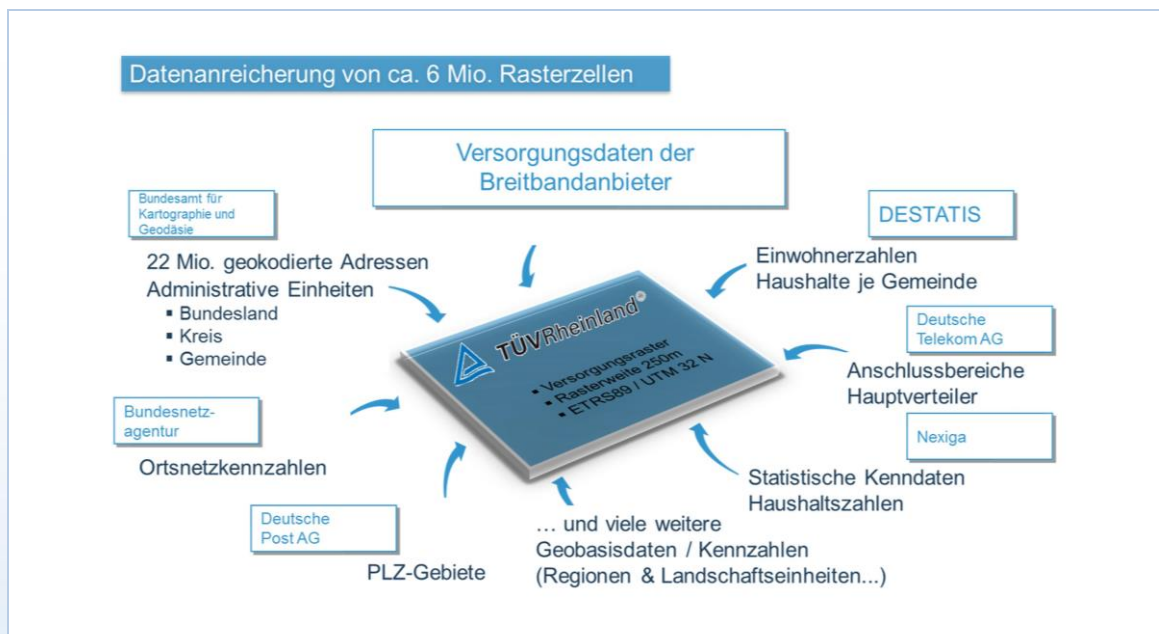 Datenanreicherung von ca. 6 Mio. Rasterzellen
Versorgungsdaten der
Breitbandanbieter
Bundesamt für
Kartographie und
Geodäsie
22 Mio. geokodierte Adressen
Administrative Einheiten
▪ Bundesland
▪ Kreis
▪ Gemeinde
DESTATIS
Einwohnerzahlen
Haushalte je Gemeinde
TÜVRheinland®
▪ Versorgungsraster
▪ Rasterweite 250m
▪ ETRS89 / UTM 32 N
Deutsche
Telekom AG
Anschlussbereiche
Hauptverteiler
Bundesnetz-
agentur
Ortsnetzkennzahlen
Nexiga
Statistische Kenndaten
Haushaltszahlen
Deutsche
Post AG
PLZ-Gebiete
... und viele weitere
Geobasisdaten / Kennzahlen
(Regionen & Landschaftseinheiten...)